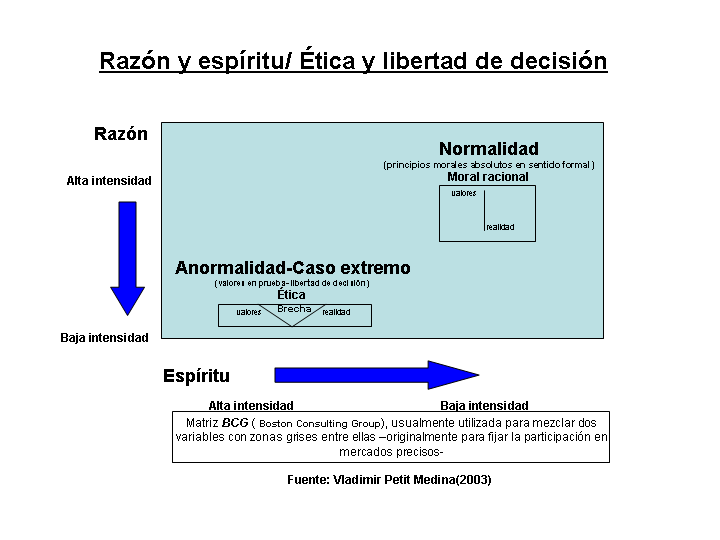 Razón y espíritu/ Ética y libertad de decisión
Razón
Normalidad
(principios morales absolutos en sentido formal )
Moral racional
Alta intensidad
valores
realidad
Anormalidad-Caso extremo
( valores en prueba-libertad de decisión )
Ética
valores
Brecha
realidad
Baja intensidad
Espíritu
Alta intensidad
Baja intensidad
Matriz BCG ( Boston Consulting Group), usualmente utilizada para mezclar dos
variables con zonas grises entre ellas –originalmente para fijar la participación en
mercados precisos-
Fuente: Vladimir Petit Medina(2003)